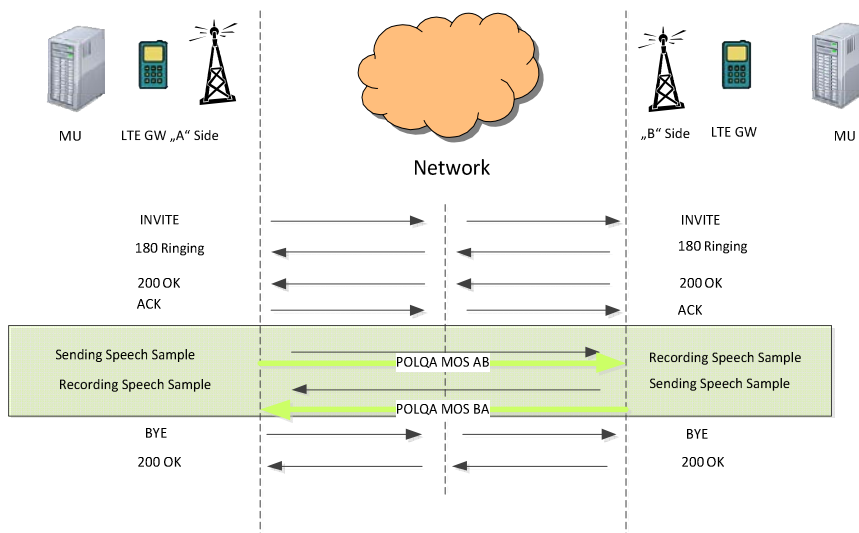 MU
LTE GW „A“ Side
„B“ Side
LTE GW
MU
Network
INVITE
INVITE
180 Ringing
180 Ringing
200 OK
200 OK
ACK
ACK
Sending Speech Sample
POLQA MOS AB
Recording Speech Sample
Recording Speech Sample
Sending Speech Sample
POLQA MOS BA
BYE
BYE
200 OK
200 OK